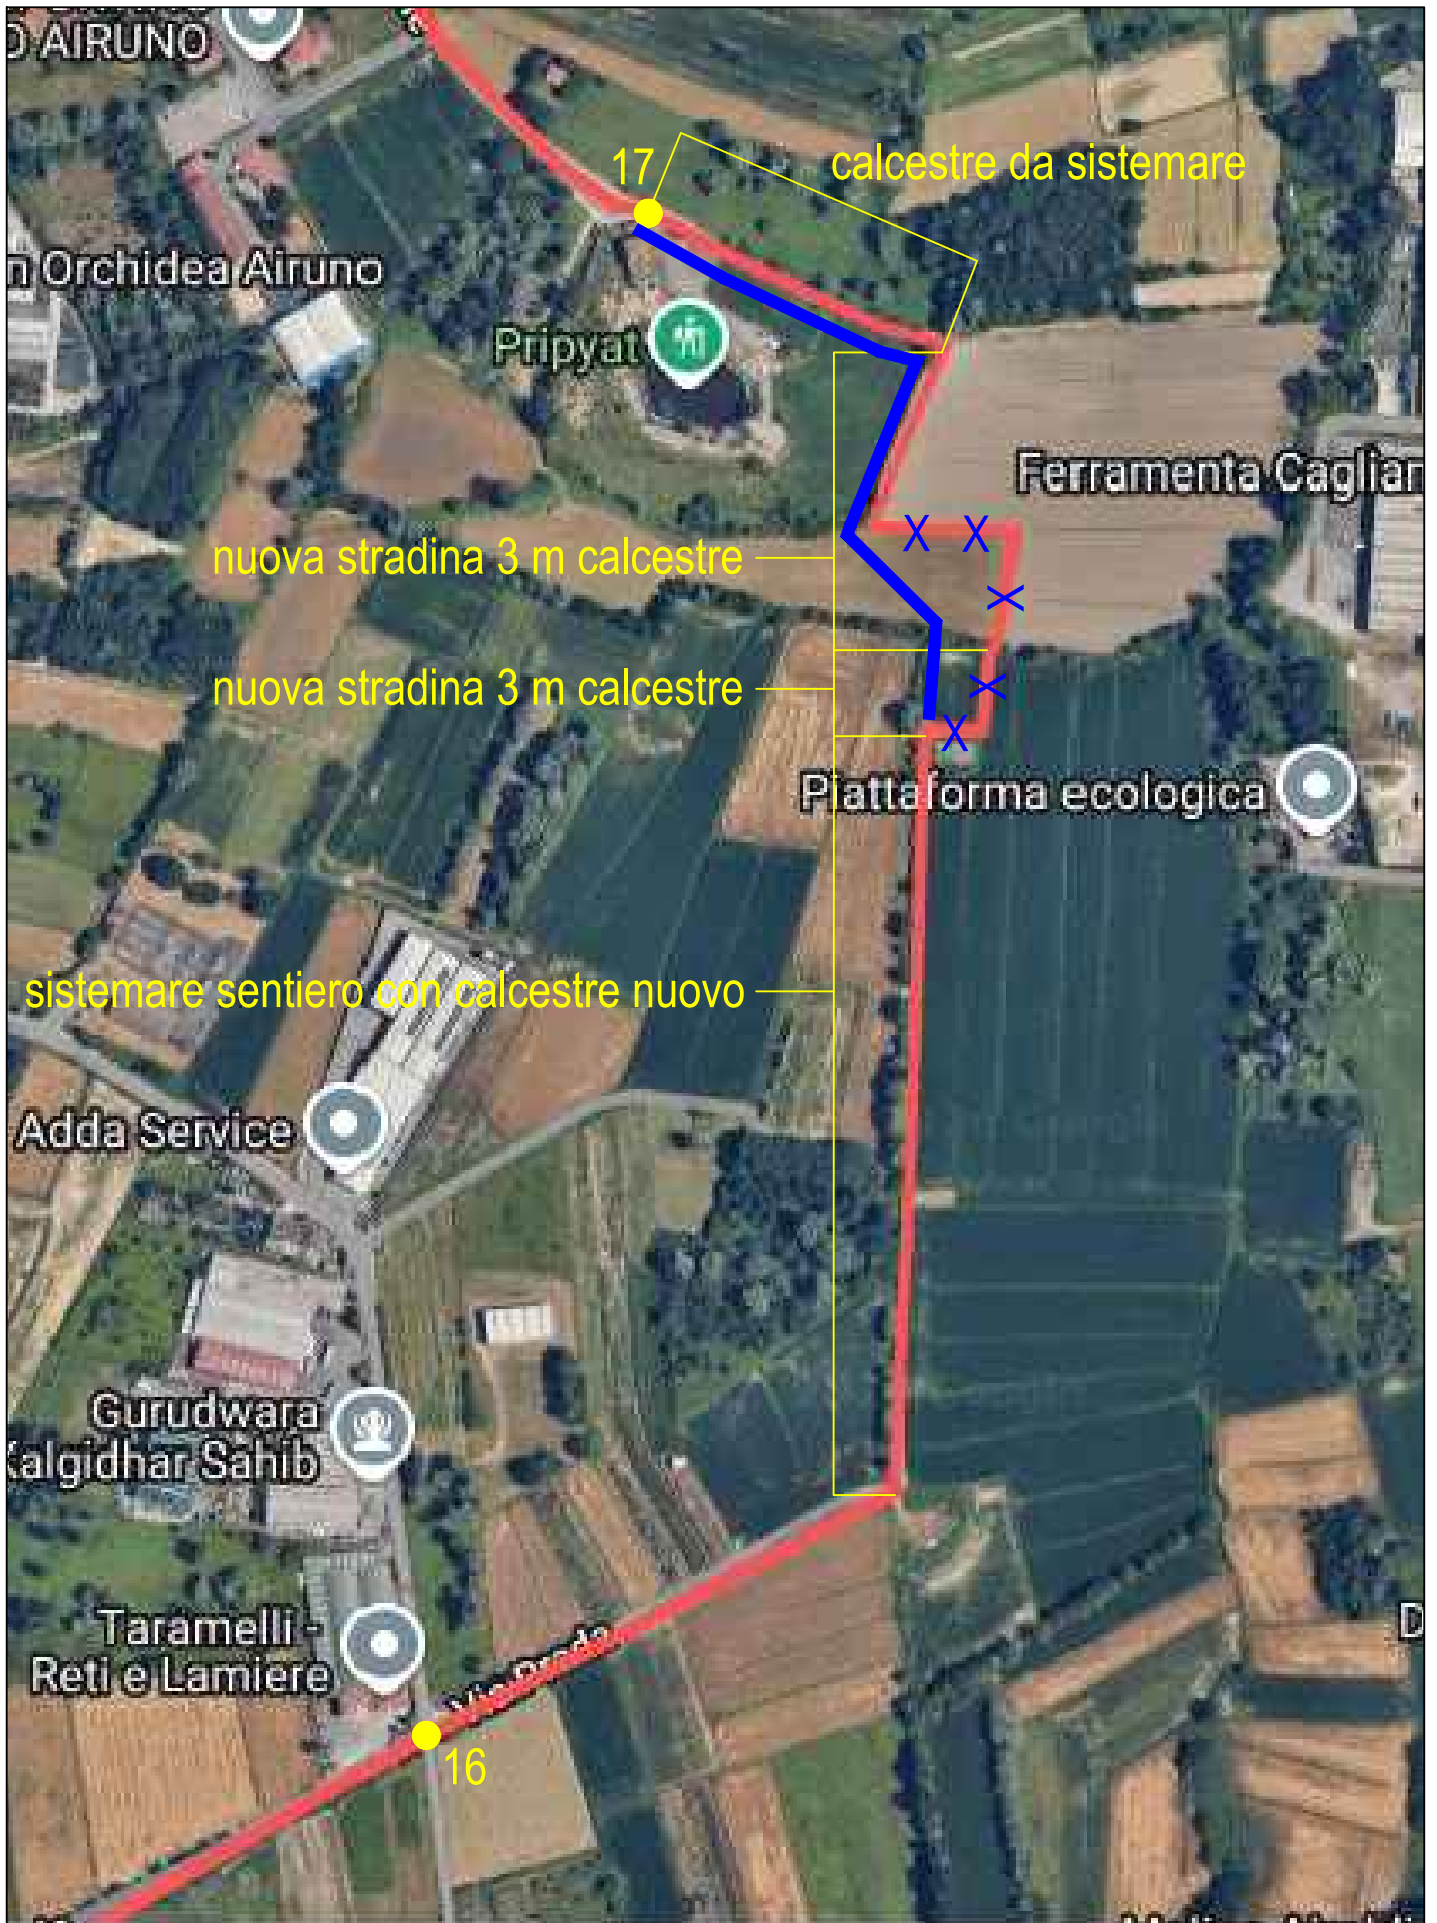 AIRUNO
17
calcestre da sistemare
Orchidea Airuno
Pripyat
Ferramenta Caglian
X X
X
nuova stradina 3 m calcestre
nuova stradina 3 m calcestre
X
X
Piattaforma ecologica
sistemare sentiero con calcestre nuovo
Adda Service
Gurudwara
Kalgidhar Sahib
Taramelli -
Reti e Lamiere
D
16